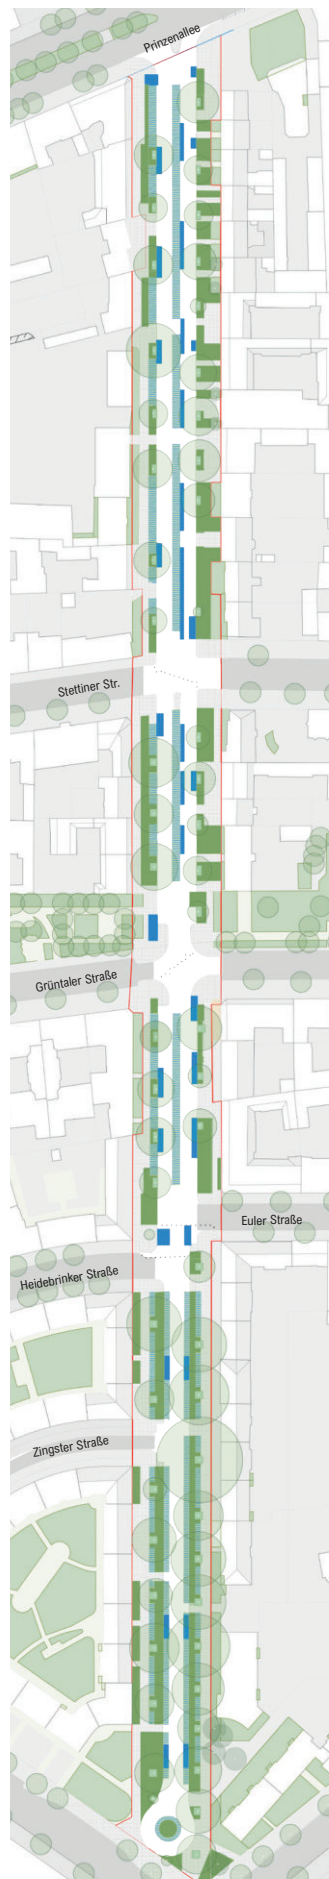 Prinzenallee
Stettiner Str.
Grüntaler Straße
Euler Straße
Heidebrinker Straße
Zingster Straße